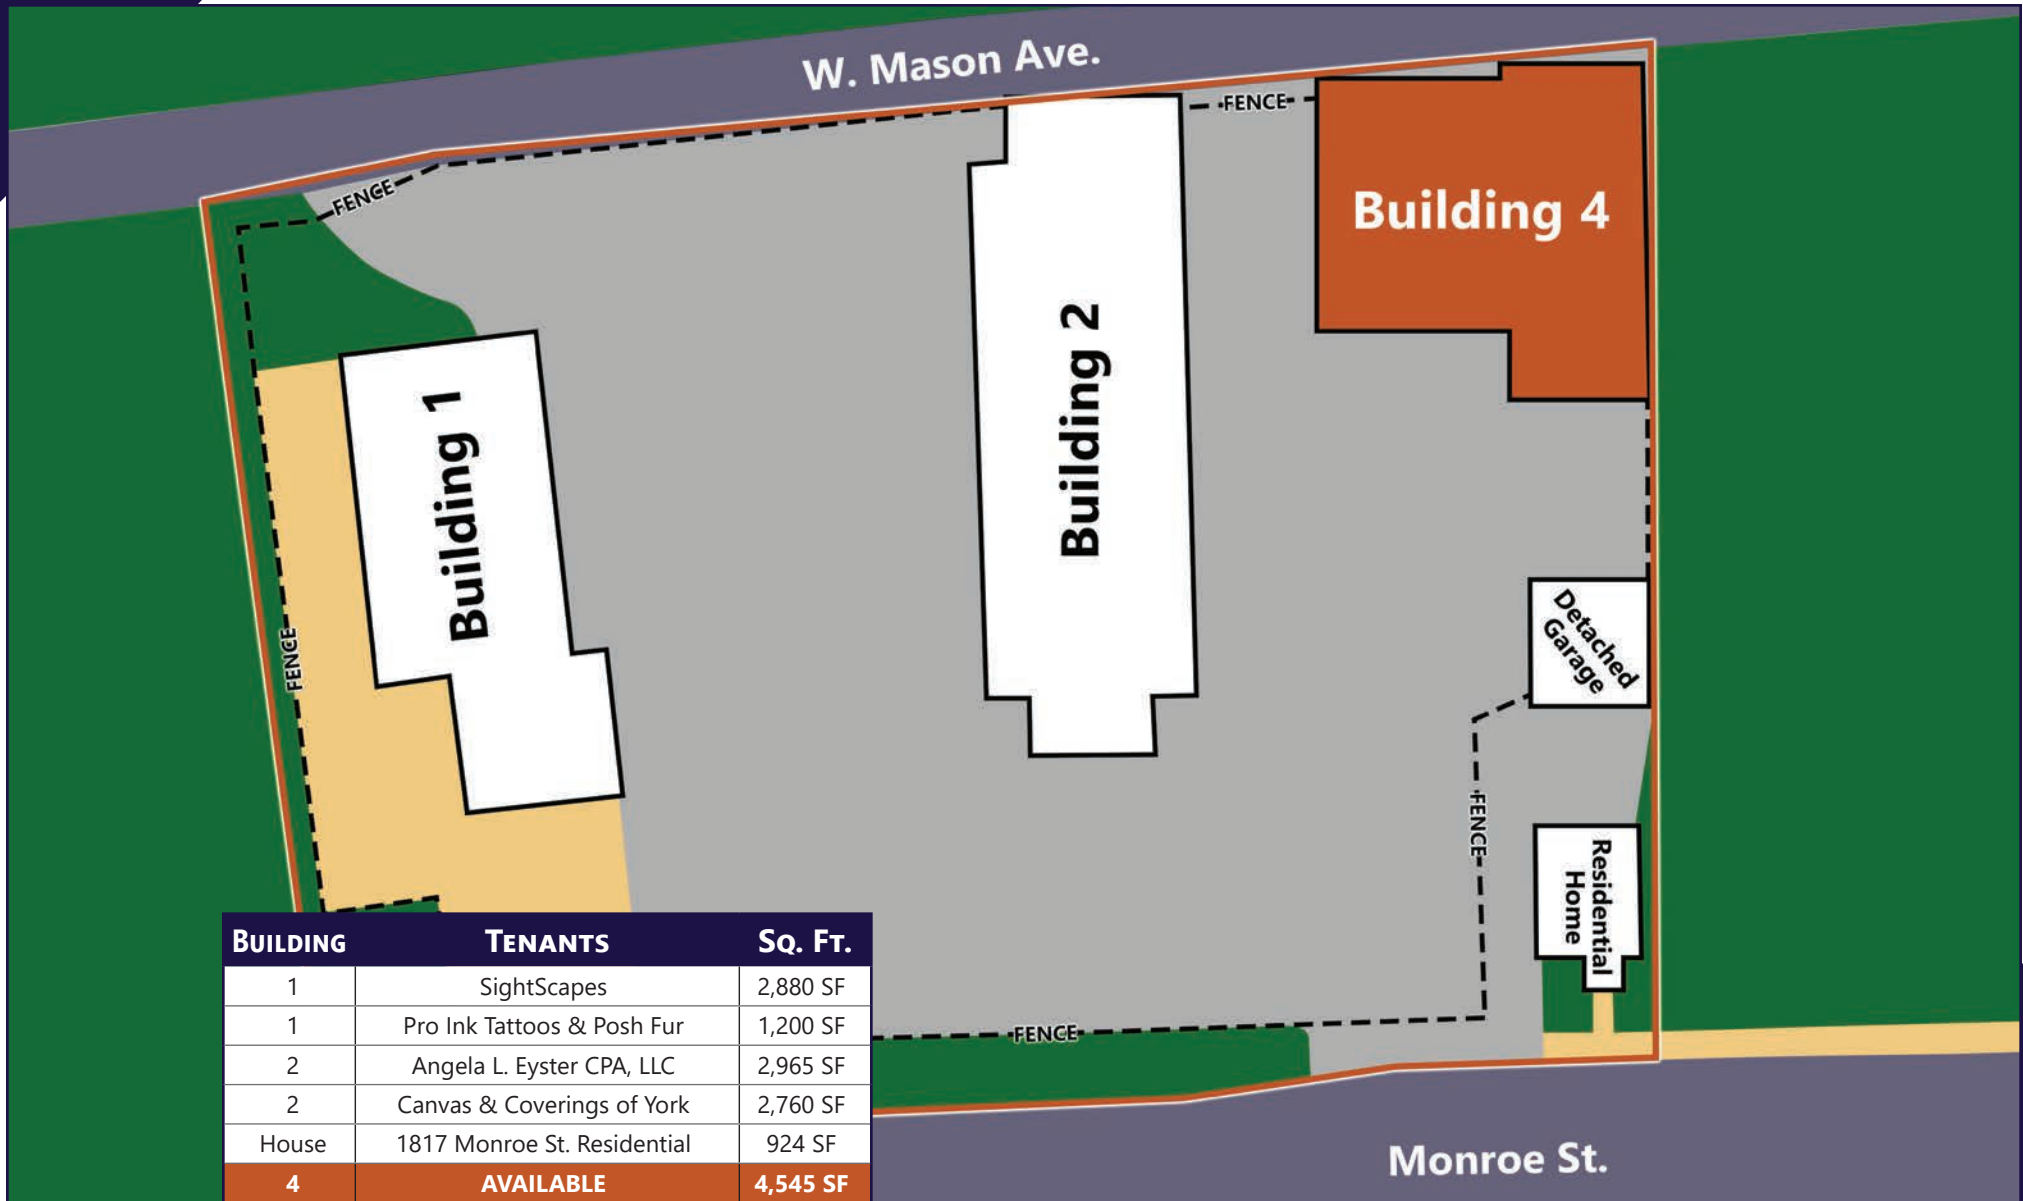 W. Mason Ave.
FENCE
FENCE
Building 4
Building 1
Building 2
Detached
Garage
FENCE
FENCE
Residential
Home
FENCE
BUILDING TENANTS SQ. FT.
1 SightScapes 2,880 SF
1 Pro Ink Tattoos & Posh Fur 1,200 SF
2 Angela L. Eyster CPA, LLC 2,965 SF
2 Canvas & Coverings of York 2,760 SF
House 1817 Monroe St. Residential 924 SF
4 AVAILABLE 4,545 SF
Monroe St.